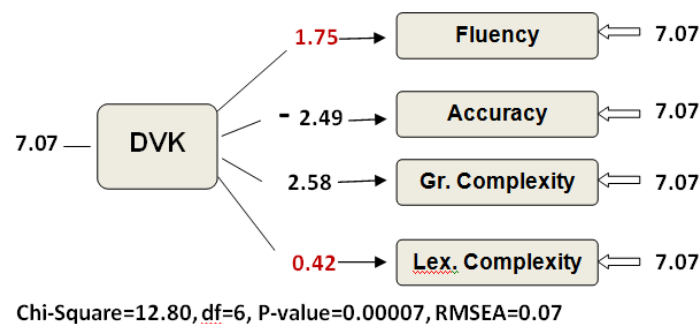 1.75 Fluency 7.07
- 2.49 Accuracy 7.07
7.07 DVK
2.58 Gr. Complexity 7.07
0.42 Lex. Complexity 7.07
Chi-Square=12.80, df=6, P-value=0.00007, RMSEA=0.07